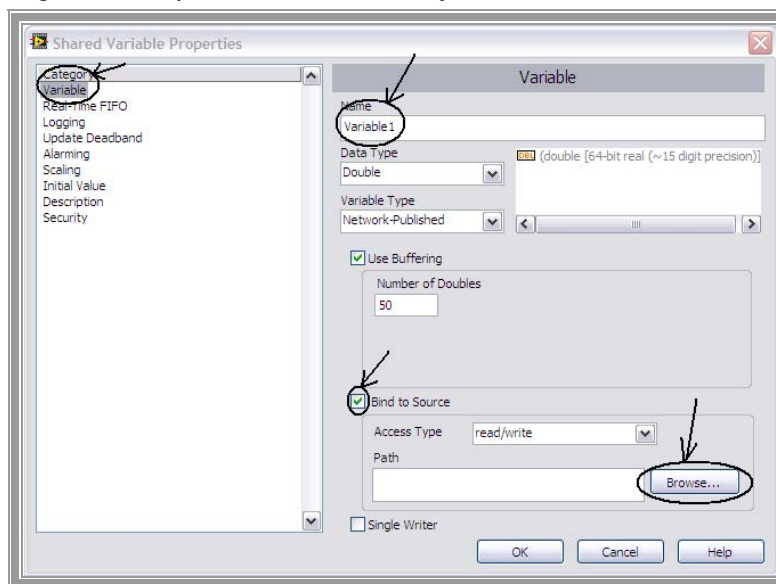 Shared Variable Properties
Category
Variable
Real-Time FIFO
Logging
Update Deadband
Alarming
Scaling
Initial Value
Description
Security
Variable
Name
Variable1
Data Type
Double
DBL (double [64-bit real (~15 digit precision)]
Variable Type
Network-Published
Use Buffering
Number of Doubles
50
Bind to Source
Access Type read/write
Path
Browse...
Single Writer
OK Cancel Help